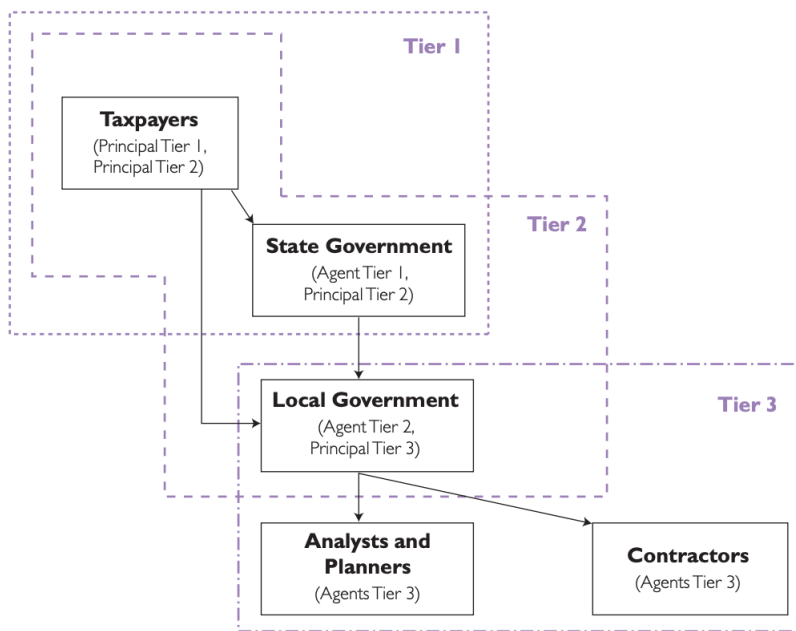 Tier 1
Taxpayers
(Principal Tier 1,
Principal Tier 2)
Tier 2
State Government
(Agent Tier 1,
Principal Tier 2)
Local Government
(Agent Tier 2,
Principal Tier 3)
Tier 3
Analysts and
Planners
(Agents Tier 3)
Contractors
(Agents Tier 3)